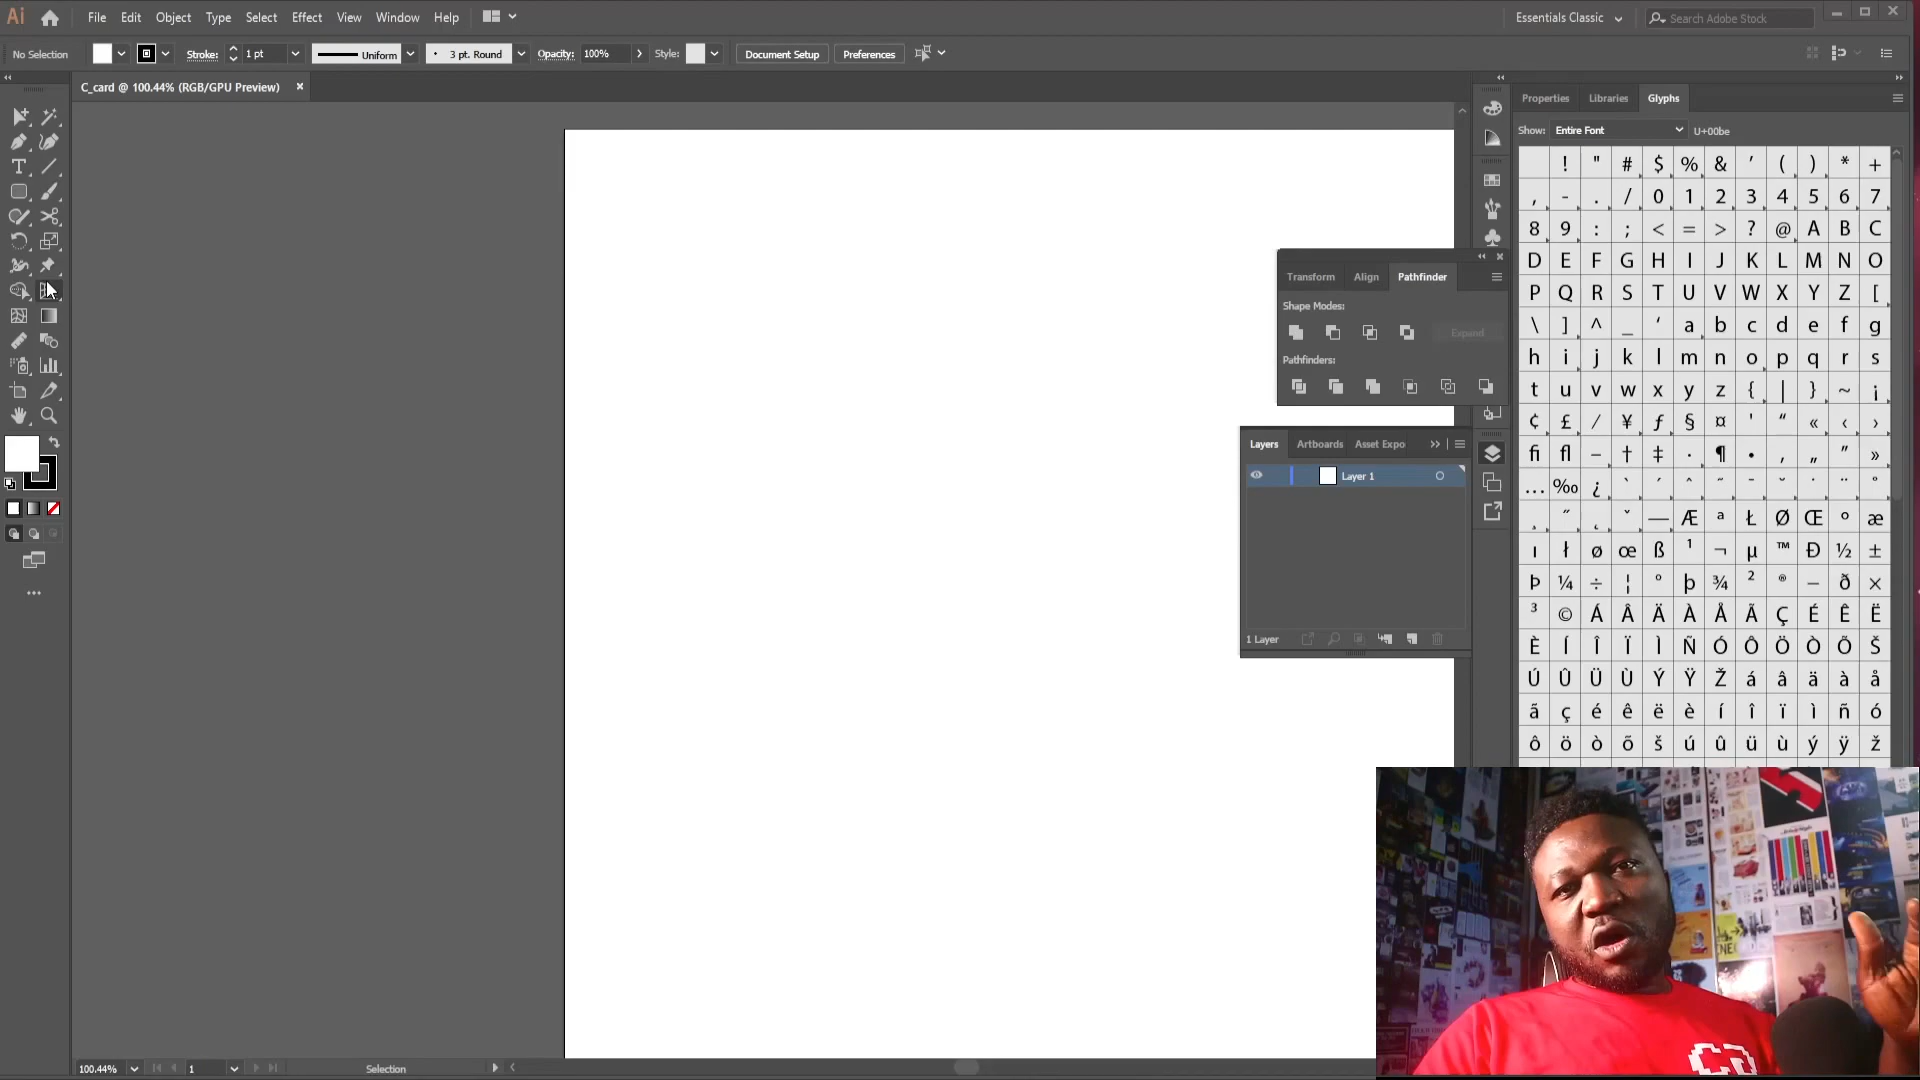 Ai File Edit Object Type Select Effect View Window Help Essentials Classic Search Adobe Stock
No Selection Stroke: 1 pt Uniform 3 pt. Round Opacity: 100% Style: Document Setup Preferences
C_card @ 100.44% (RGB/GPU Preview)
Properties Libraries Glyphs
Show: Entire Font U+00be
! " # $ % & ’ ( ) * +
, - . / 0 1 2 3 4 5 6 7
8 9 : ; < = > ? @ A B C
D E F G H I J K L M N O
P Q R S T U V W X Y Z [
\ ] ^ _ ‘ a b c d e f g
h i j k l m n o p q r s
t u v w x y z { | } ~ ¡
¢ £ ⁄ ¥ ƒ § ¤ ' “ « ‹ ›
fi fl – † ‡ · ¶ • ‚ „ ” »
… ‰ ¿ ` ´ ˆ ˜ ¯ ˘ ˙ ¨ ˚
¸ ˝ ˛ ˇ — Æ ª Ł Ø Œ º æ
ı ł ø œ ß ¹ ¬ µ ™ Ð ½ ±
Þ ¼ ÷ ¦ ° þ ¾ ² ® − ð ×
³ © Á Â Ä À Å Ã Ç É Ê Ë
È Í Î Ï Ì Ñ Ó Ô Ö Ò Õ Š
Ú Û Ü Ù Ý Ÿ Ž á â ä à å
ã ç é ê ë è í î ï ì ñ ó
ô ö ò õ š ú û ü ù ý ÿ ž
Transform Align Pathfinder
Shape Modes:
Expand
Pathfinders:
Layers Artboards Asset Expo
Layer 1
1 Layer
100.44% 1 Selection